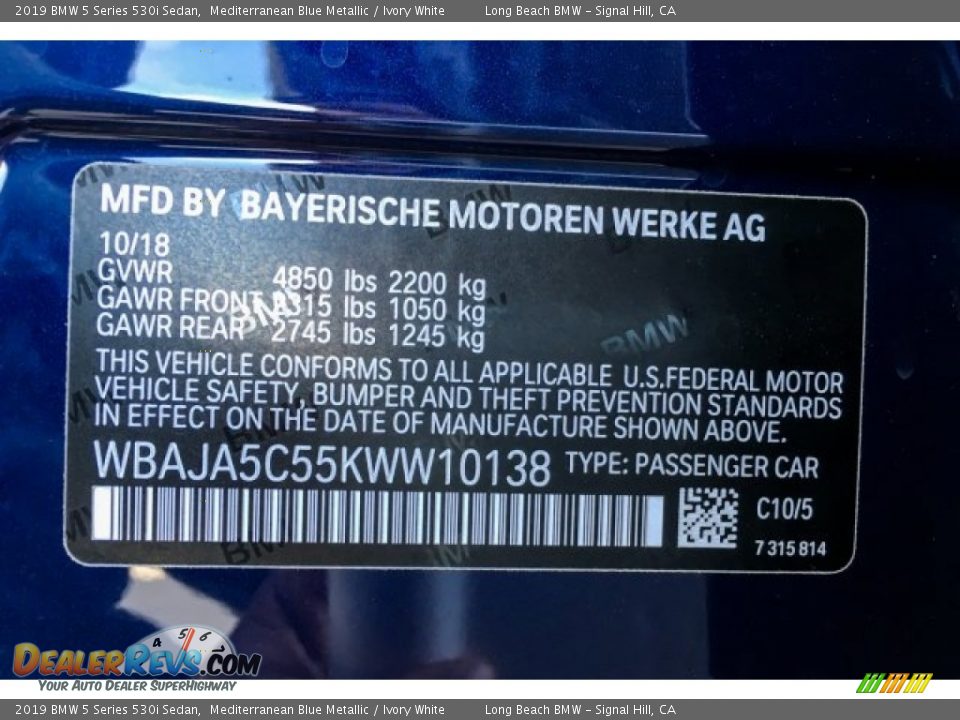 2019 BMW 5 Series 530i Sedan, Mediterranean Blue Metallic / Ivory White Long Beach BMW - Signal Hill, CA
MFD BY BAYERISCHE MOTOREN WERKE AG
10/18
GVWR 4850 lbs 2200 kg
GAWR FRONT 2315 lbs 1050 kg
GAWR REAR 2745 lbs 1245 kg
THIS VEHICLE CONFORMS TO ALL APPLICABLE U.S.FEDERAL MOTOR
VEHICLE SAFETY, BUMPER AND THEFT PREVENTION STANDARDS
IN EFFECT ON THE DATE OF MANUFACTURE SHOWN ABOVE.
WBAJA5C55KWW10138 TYPE: PASSENGER CAR
C10/5
7 315 814
BMW
4 5 6
DEALERREVS.COM
YOUR AUTO DEALER SUPERHIGHWAY
2019 BMW 5 Series 530i Sedan, Mediterranean Blue Metallic / Ivory White Long Beach BMW - Signal Hill, CA